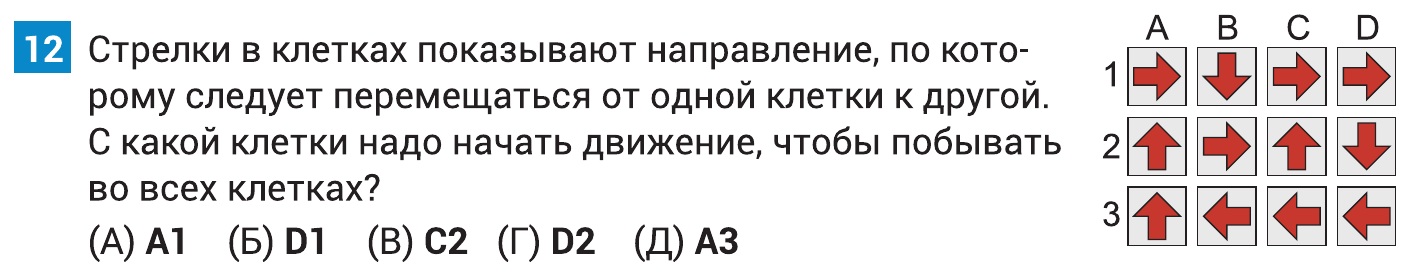 12 Стрелки в клетках показывают направление, по кото-
рому следует перемещаться от одной клетки к другой.
С какой клетки надо начать движение, чтобы побывать
во всех клетках?
(А) A1 (Б) D1 (В) C2 (Г) D2 (Д) A3
A B C D
1
2
3